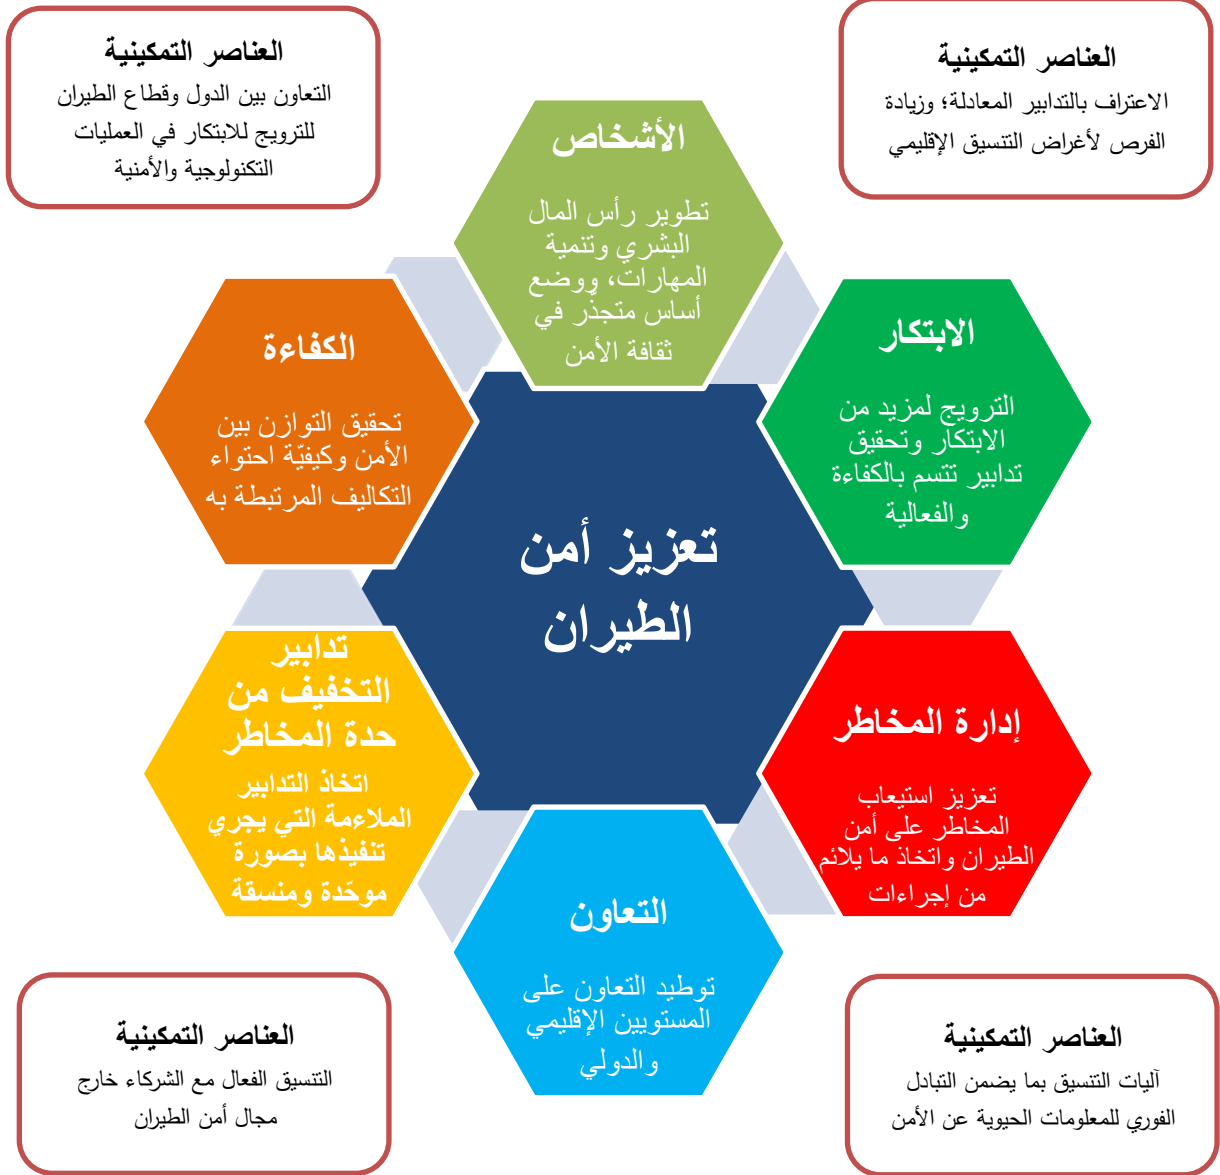 العناصر التمكينية
الاعتراف بالتدابير المعادلة؛ وزيادة
الفرص لأغراض التنسيق الإقليمي
العناصر التمكينية
التعاون بين الدول وقطاع الطيران
للترويج للابتكار في العمليات
التكنولوجية والأمنية
الأشخاص
تطوير رأس المال
البشري وتنمية
المهارات، ووضع
أساس متجذّر في
ثقافة الأمن
الابتكار
الترويج لمزيد من
الابتكار وتحقيق
تدابير تتسم بالكفاءة
والفعالية
الكفاءة
تحقيق التوازن بين
الأمن وكيفيّة احتواء
التكاليف المرتبطة به
تعزيز أمن
الطيران
إدارة المخاطر
تعزيز استيعاب
المخاطر على أمن
الطيران واتخاذ ما يلائم
من إجراءات
تدابير
التخفيف من
حدة المخاطر
اتخاذ التدابير
الملاءمة التي يجري
تنفيذها بصورة
موحّدة ومنسقة
التعاون
توطيد التعاون على
المستويين الإقليمي
والدولي
العناصر التمكينية
آليات التنسيق بما يضمن التبادل
الفوري للمعلومات الحيوية عن الأمن
العناصر التمكينية
التنسيق الفعال مع الشركاء خارج
مجال أمن الطيران